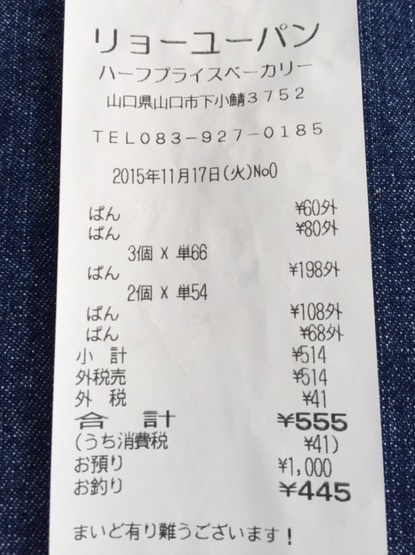 リョーユーパン
ハーフプライスベーカリー
山口県山口市下小鯖3752
TEL083-927-0185
2015年11月17日(火)No0
ぱん ¥60外
ぱん ¥80外
3個 X 単66
ぱん ¥198外
2個 X 単54
ぱん ¥108外
ぱん ¥68外
小 計 ¥514
外税売 ¥514
外 税 ¥41
合 計 ¥555
(うち消費税 ¥41)
お預り ¥1,000
お釣り ¥445
まいど有り難うございます!